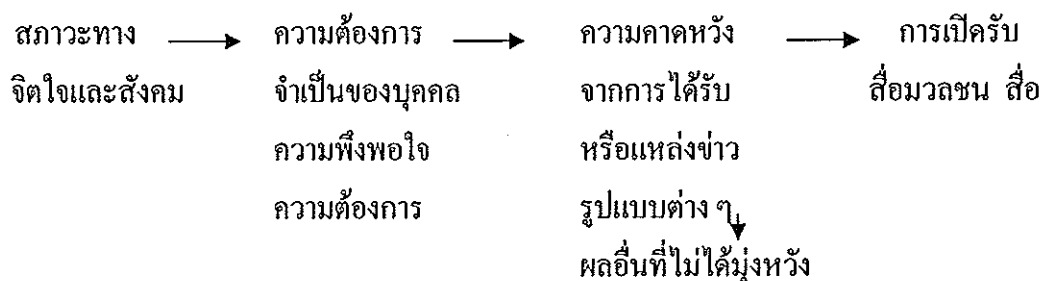 สภาวะทาง ความต้องการ ความคาดหวัง การเปิดรับ
จิตใจและสังคม จำเป็นของบุคคล จากการได้รับ สื่อมวลชน สื่อ
ความพึงพอใจ หรือแหล่งข่าว
ความต้องการ รูปแบบต่าง ๆ
ผลอื่นที่ไม่ได้มุ่งหวัง